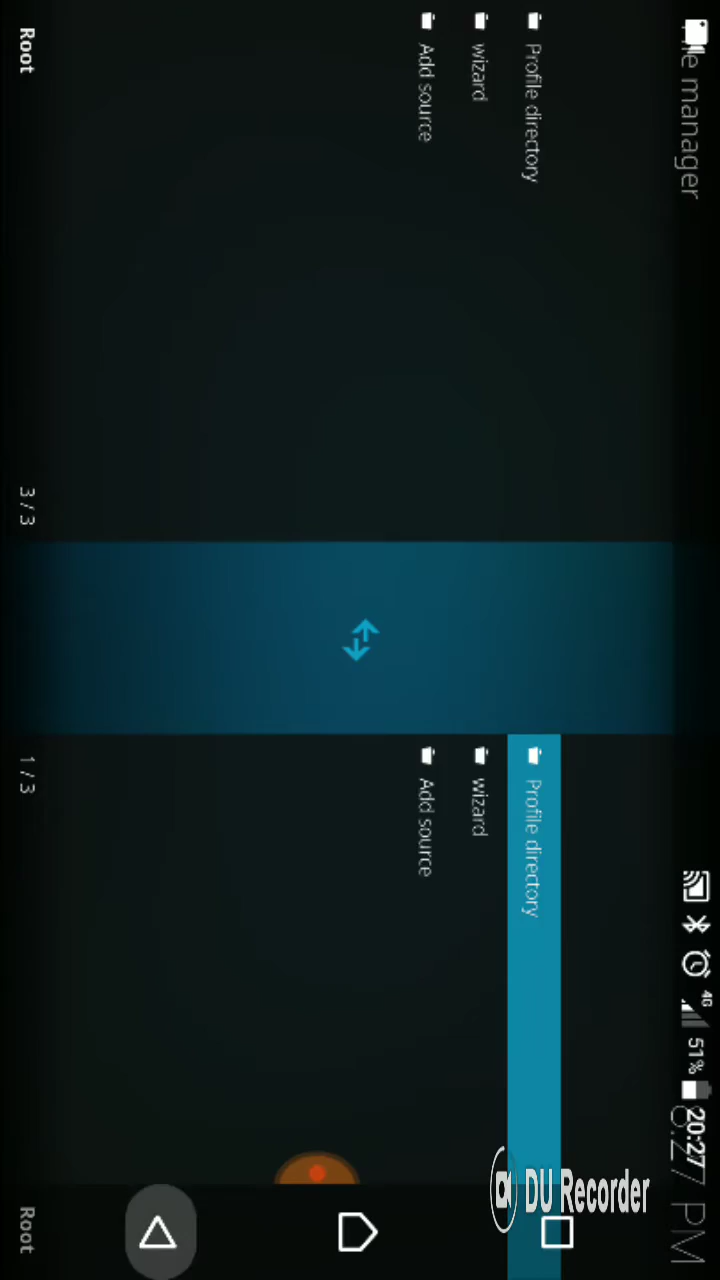 File manager
Profile directory
wizard
Add source
3 / 3
Root
Profile directory
wizard
Add source
1 / 3
Root
4G
51%
20:27
8:27 PM
DU Recorder